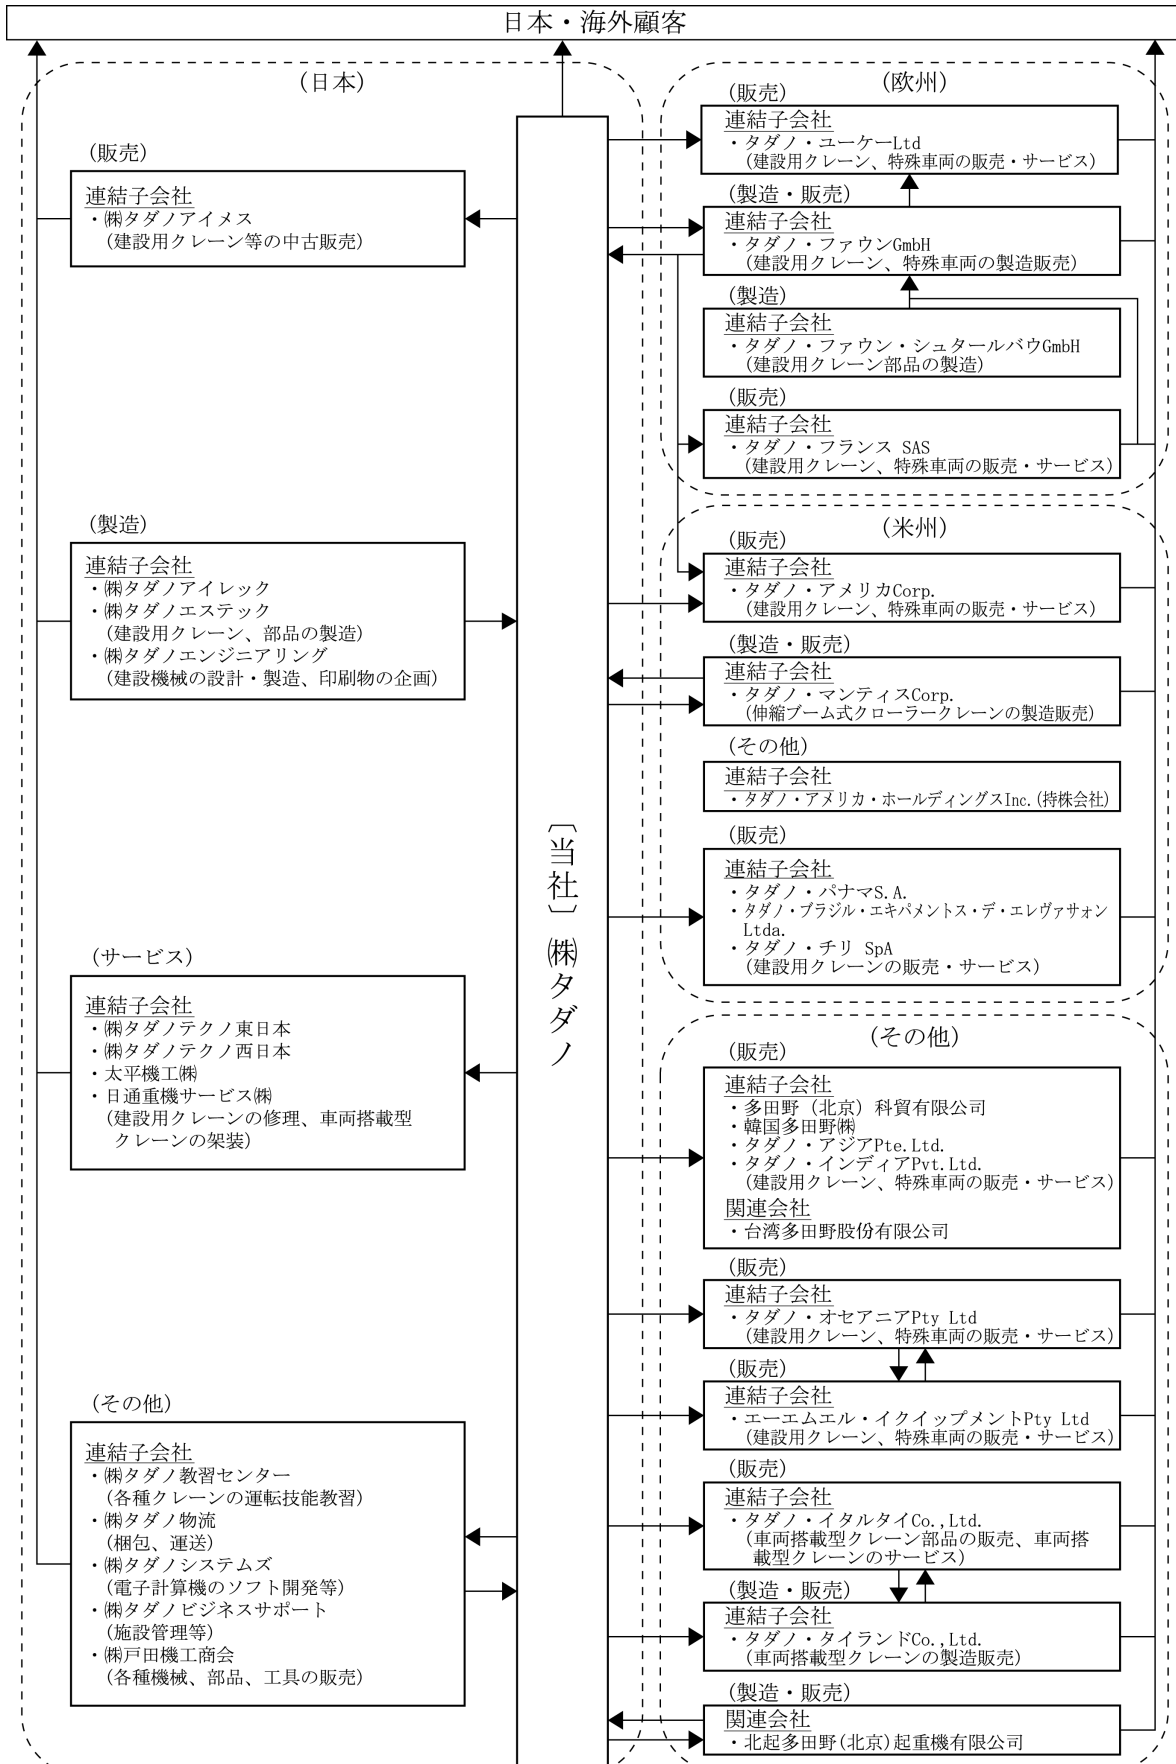 日本・海外顧客
(日本)
(販売)
連結子会社
・㈱タダノアイメス
(建設用クレーン等の中古販売)
(製造)
連結子会社
・㈱タダノアイレック
・㈱タダノエステック
(建設用クレーン、部品の製造)
・㈱タダノエンジニアリング
(建設機械の設計・製造、印刷物の企画)
(サービス)
連結子会社
・㈱タダノテクノ東日本
・㈱タダノテクノ西日本
・太平機工㈱
・日通重機サービス㈱
(建設用クレーンの修理、車両搭載型
クレーンの架装)
(その他)
連結子会社
・㈱タダノ教習センター
(各種クレーンの運転技能教習)
・㈱タダノ物流
(梱包、運送)
・㈱タダノシステムズ
(電子計算機のソフト開発等)
・㈱タダノビジネスサポート
(施設管理等)
・㈱戸田機工商会
(各種機械、部品、工具の販売)
〔当社〕㈱タダノ
(欧州)
(販売)
連結子会社
・タダノ・ユーケーLtd
(建設用クレーン、特殊車両の販売・サービス)
(製造・販売)
連結子会社
・タダノ・ファウンGmbH
(建設用クレーン、特殊車両の製造販売)
(製造)
連結子会社
・タダノ・ファウン・シュタールバウGmbH
(建設用クレーン部品の製造)
(販売)
連結子会社
・タダノ・フランス SAS
(建設用クレーン、特殊車両の販売・サービス)
(米州)
(販売)
連結子会社
・タダノ・アメリカCorp.
(建設用クレーン、特殊車両の販売・サービス)
(製造・販売)
連結子会社
・タダノ・マンティスCorp.
(伸縮ブーム式クローラークレーンの製造販売)
(その他)
連結子会社
・タダノ・アメリカ・ホールディングスInc.(持株会社)
(販売)
連結子会社
・タダノ・パナマS.A.
・タダノ・ブラジル・エキパメントス・デ・エレヴァサォン
Ltda.
・タダノ・チリ SpA
(建設用クレーンの販売・サービス)
(その他)
(販売)
連結子会社
・多田野（北京）科貿有限公司
・韓国多田野㈱
・タダノ・アジアPte.Ltd.
・タダノ・インディアPvt.Ltd.
(建設用クレーン、特殊車両の販売・サービス)
関連会社
・台湾多田野股份有限公司
(販売)
連結子会社
・タダノ・オセアニアPty Ltd
(建設用クレーン、特殊車両の販売・サービス)
(販売)
連結子会社
・エーエムエル・イクイップメントPty Ltd
(建設用クレーン、特殊車両の販売・サービス)
(販売)
連結子会社
・タダノ・イタルタイCo.,Ltd.
(車両搭載型クレーン部品の販売、車両搭
載型クレーンのサービス)
(製造・販売)
連結子会社
・タダノ・タイランドCo.,Ltd.
(車両搭載型クレーンの製造販売)
(製造・販売)
関連会社
・北起多田野(北京)起重機有限公司